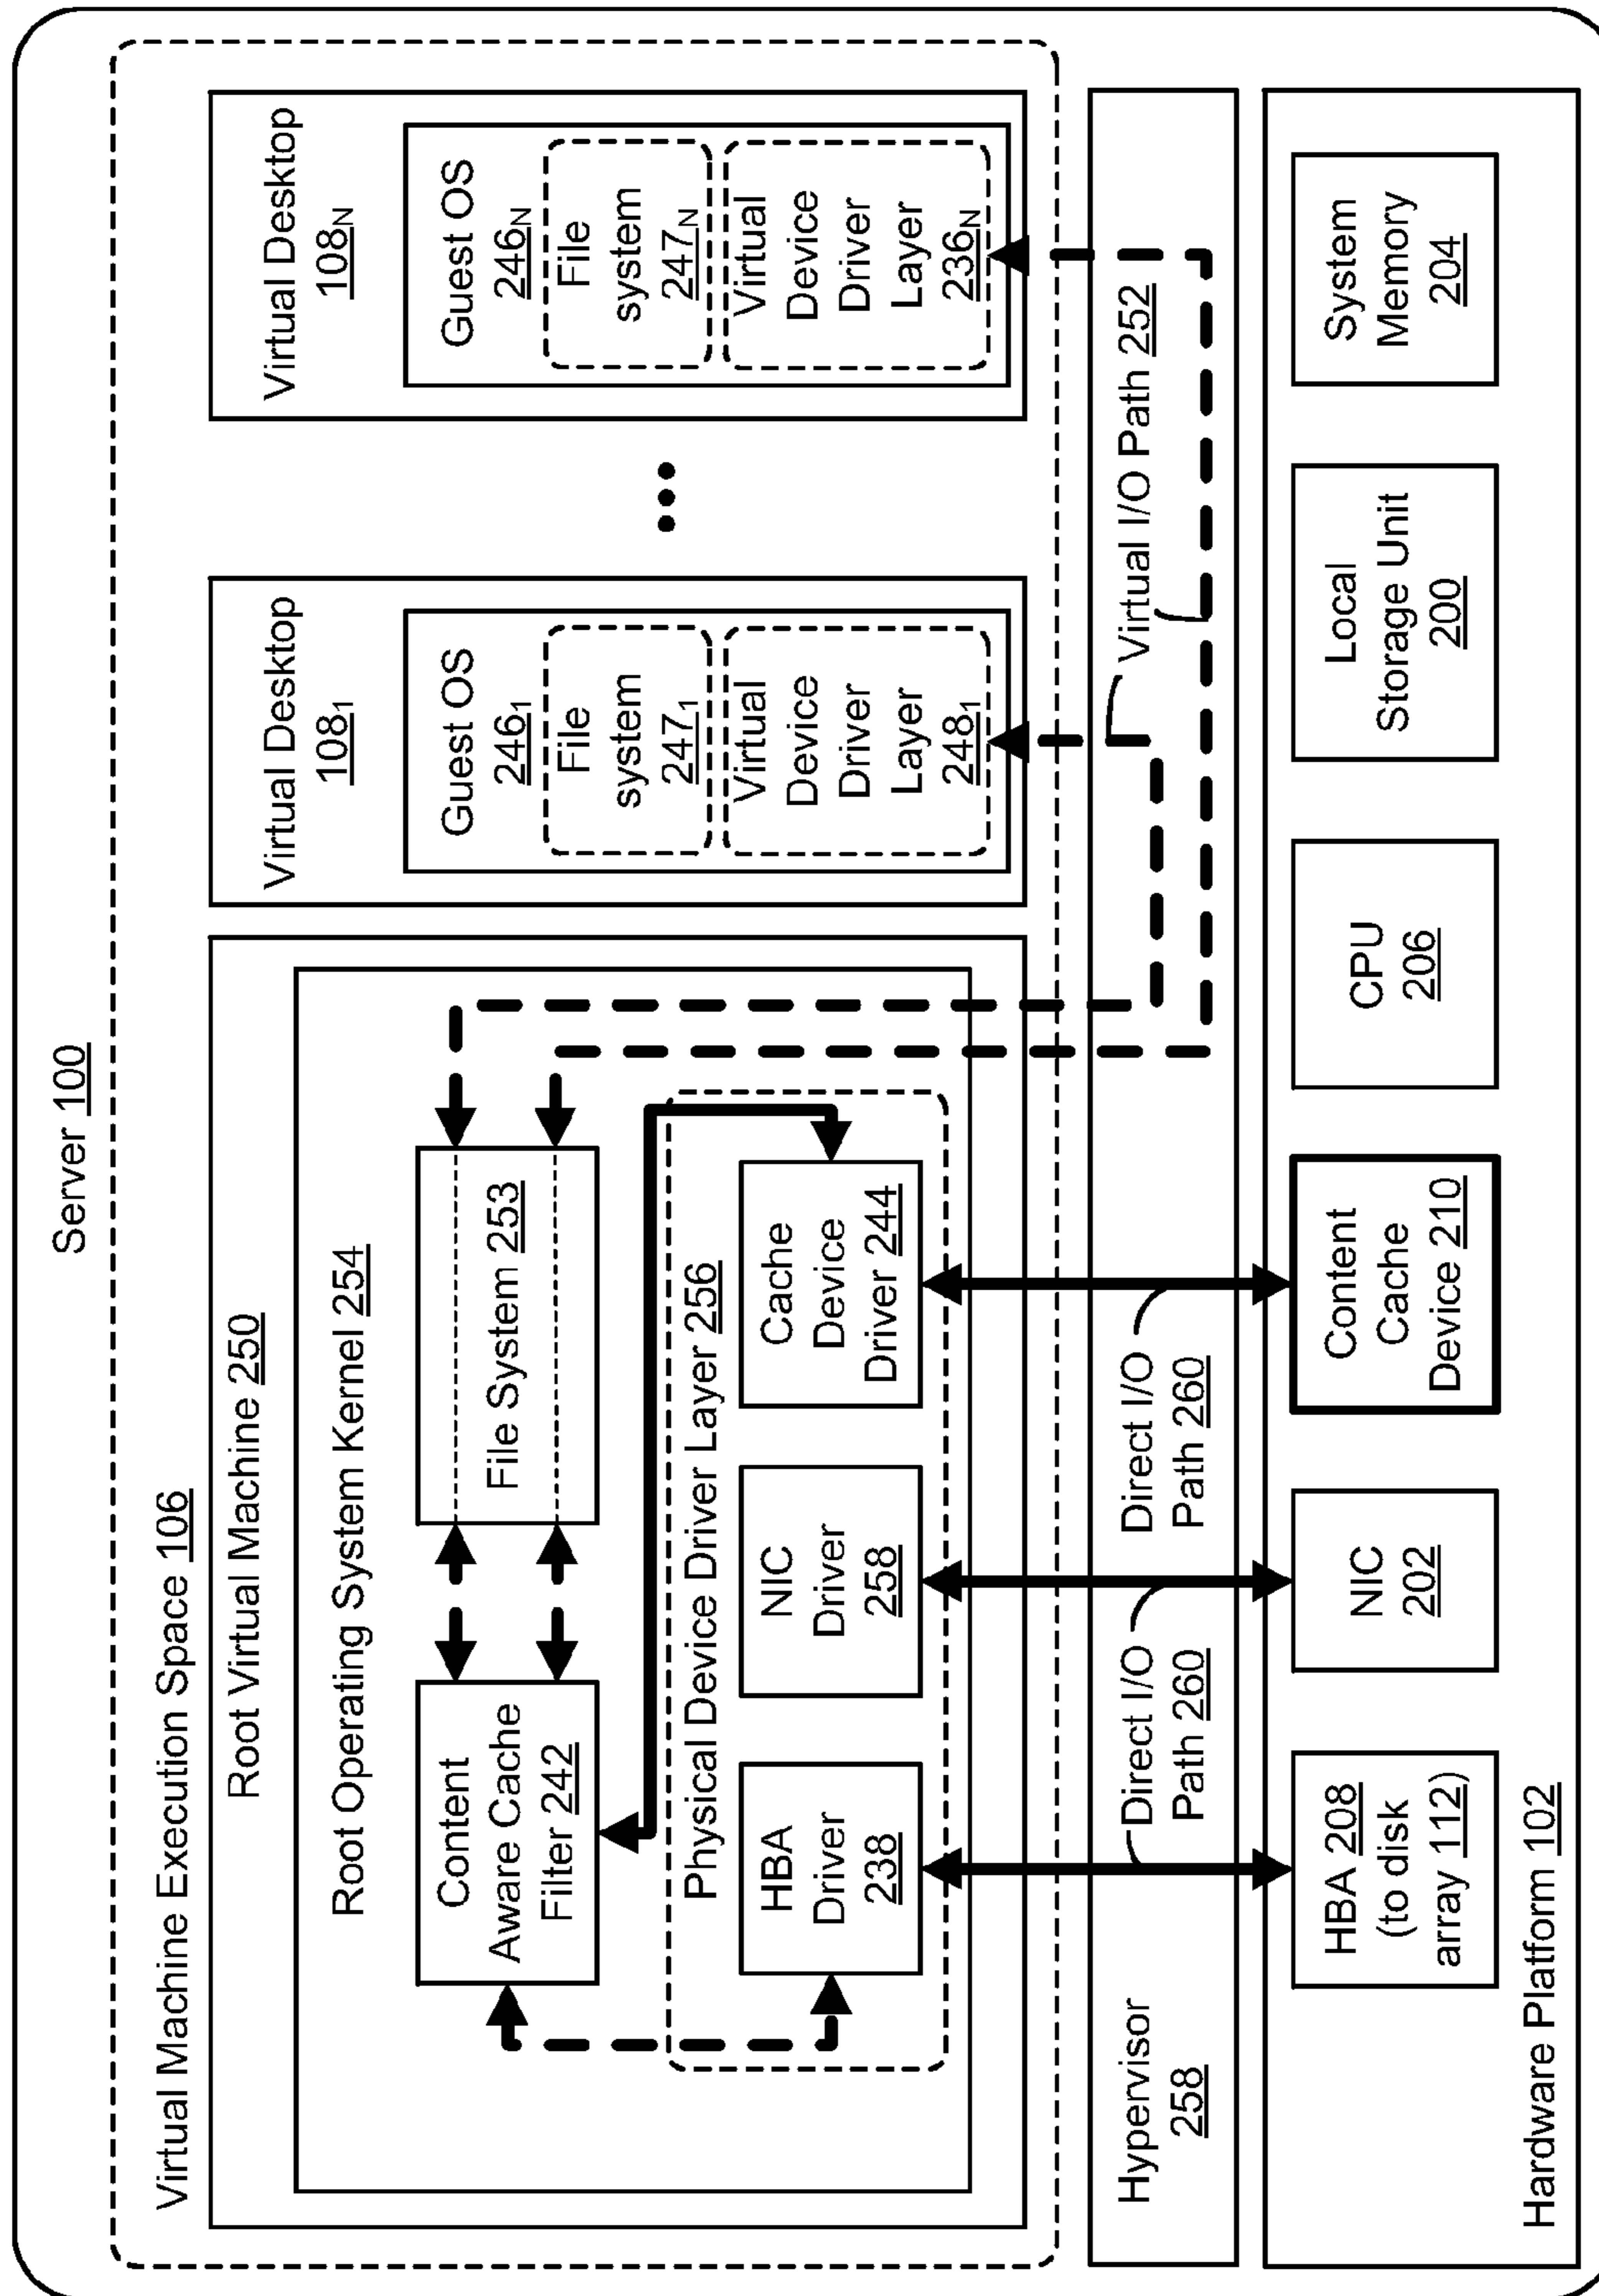 Server 100
Virtual Machine Execution Space 106
Root Virtual Machine 250
Root Operating System Kernel 254
Content
Aware Cache
Filter 242
File System 253
Physical Device Driver Layer 256
HBA
Driver
238
NIC
Driver
258
Cache
Device
Driver 244
Virtual Desktop
108₁
Guest OS
246₁
File
system
247₁
Virtual
Device
Driver
Layer
248₁
Virtual Desktop
108N
Guest OS
246N
File
system
247N
Virtual
Device
Driver
Layer
236N
Hypervisor
258
Direct I/O
Path 260
Direct I/O
Path 260
Virtual I/O Path 252
HBA 208
(to disk
array 112)
NIC
202
Content
Cache
Device 210
CPU
206
Local
Storage Unit
200
System
Memory
204
Hardware Platform 102